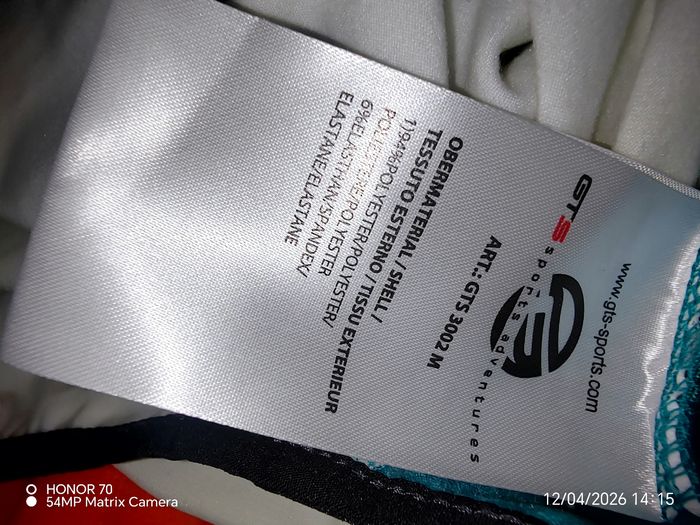 www.gts-sports.com
GTS
sports adventures
ART.: GTS 3002 M
OBERMATERIAL / SHELL /
TESSUTO ESTERNO / TISSU EXTERIEUR
1)94%POLYESTER/POLYESTER/
POLIESTERE/POLYESTER
6%ELASTHAN/SPANDEX/
ELASTANE/ELASTANE
HONOR 70
54MP Matrix Camera
12/04/2026 14:15